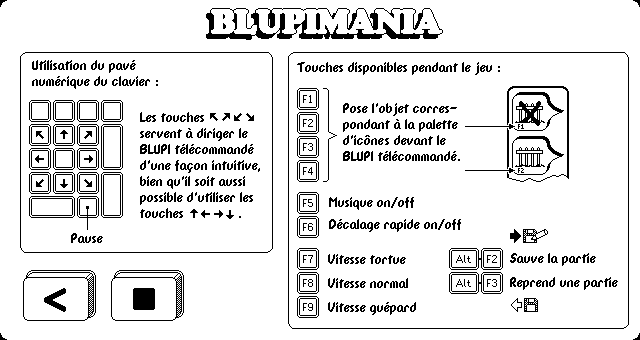 BLUPIMANIA
Utilisation du pavé
numérique du clavier :
Les touches ↖↗↙↘
servent à diriger le
BLUPI télécommandé
d'une façon intuitive,
bien qu'il soit aussi
possible d'utiliser les
touches ↑←→↓.
Pause
Touches disponibles pendant le jeu :
F1
F2
F3
F4
Pose l'objet corres-
pondant à la palette
d'icônes devant le
BLUPI télécommandé.
F1
F2
F5 Musique on/off
F6 Décalage rapide on/off
F7 Vitesse tortue
F8 Vitesse normal
F9 Vitesse guépard
Alt - F2 Sauve la partie
Alt - F3 Reprend une partie